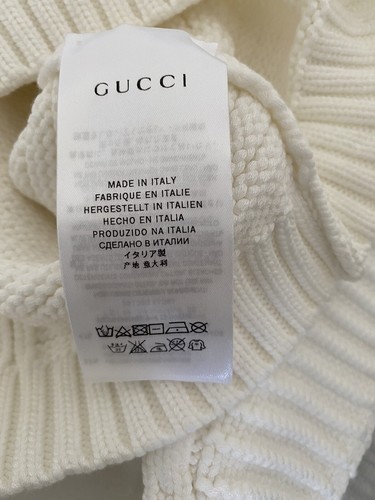 GUCCI
MADE IN ITALY
FABRIQUE EN ITALIE
HERGESTELLT IN ITALIEN
HECHO EN ITALIA
PRODUZIDO NA ITALIA
СДЕЛАНО В ИТАЛИИ
イタリア製
产地 意大利